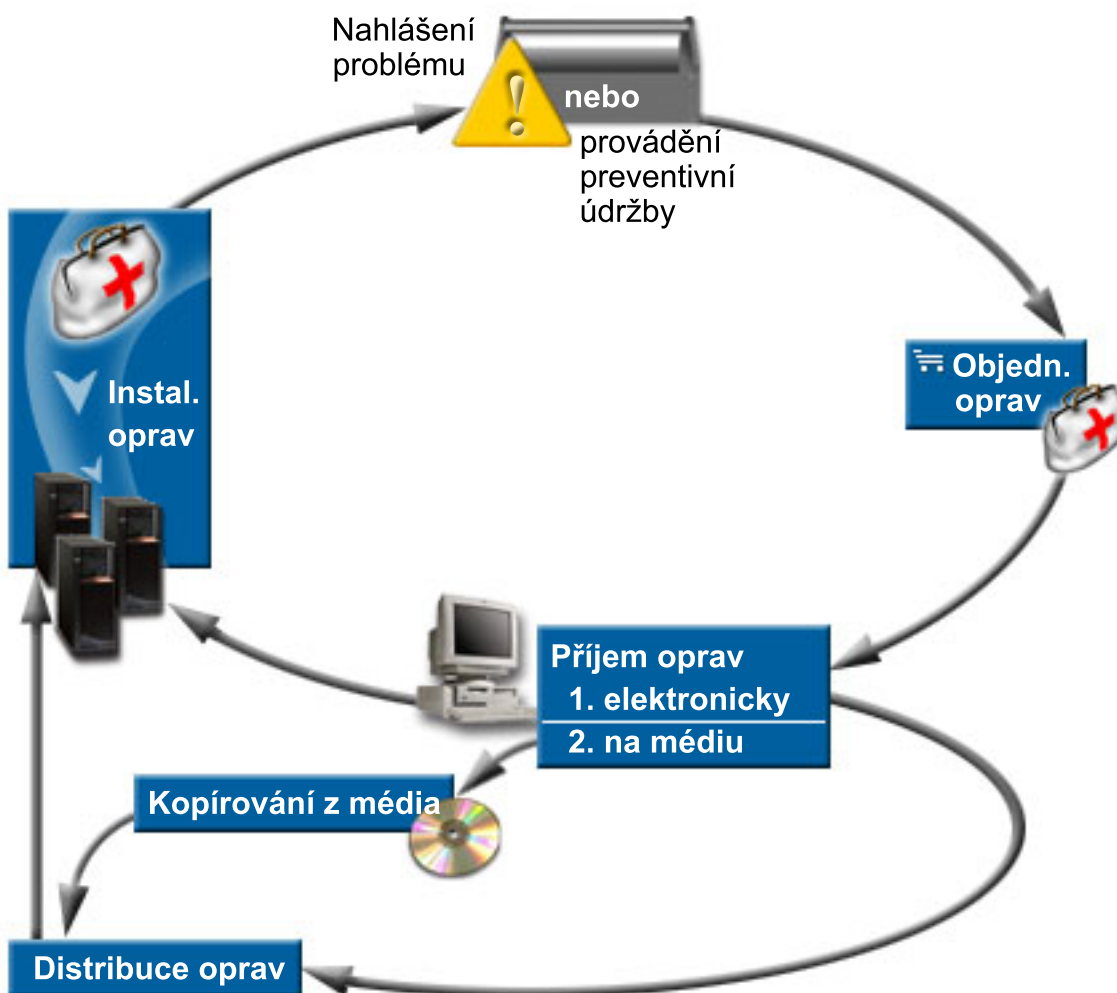 Nahlášení
problému
nebo
provádění
preventivní
údržby
Objedn.
oprav
Instal.
oprav
Příjem oprav
1. elektronicky
2. na médiu
Kopírování z média
Distribuce oprav